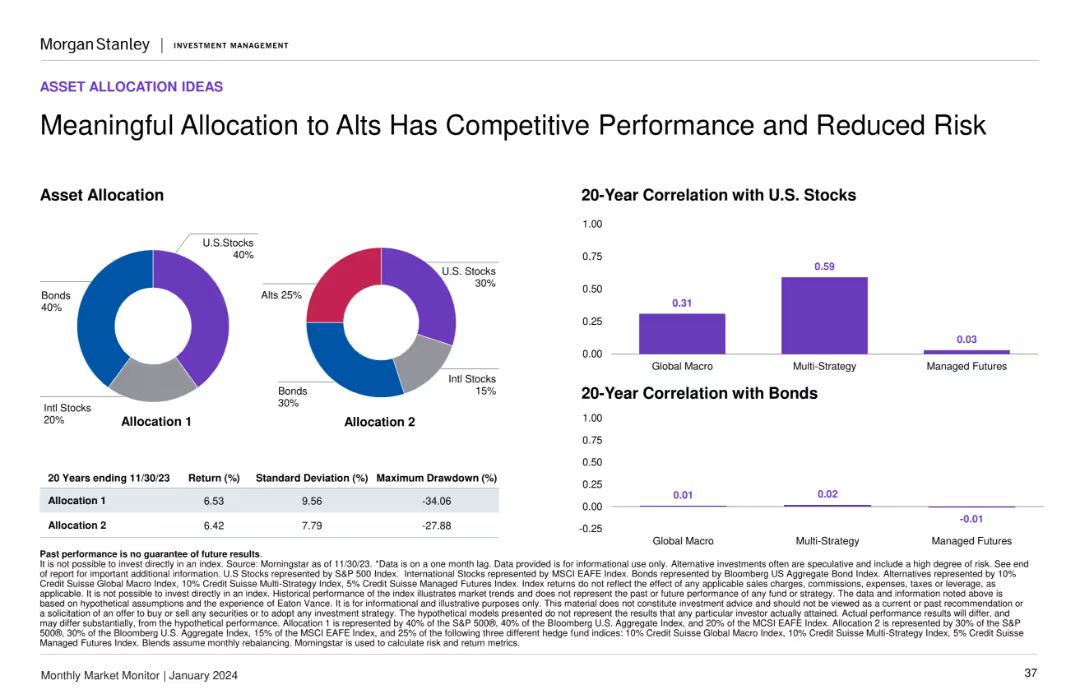 Morgan Stanley | INVESTMENT MANAGEMENT
ASSET ALLOCATION IDEAS
Meaningful Allocation to Alts Has Competitive Performance and Reduced Risk
Asset Allocation
U.S.Stocks
40%
Bonds
40%
Intl Stocks
20%
Allocation 1
U.S. Stocks
30%
Alts 25%
Intl Stocks
15%
Bonds
30%
Allocation 2
20 Years ending 11/30/23 Return (%) Standard Deviation (%) Maximum Drawdown (%)
Allocation 1 6.53 9.56 -34.06
Allocation 2 6.42 7.79 -27.88
20-Year Correlation with U.S. Stocks
1.00
0.75
0.50
0.25
0.00
0.31
0.59
0.03
Global Macro Multi-Strategy Managed Futures
20-Year Correlation with Bonds
1.00
0.75
0.50
0.25
0.00
-0.25
0.01
0.02
-0.01
Global Macro Multi-Strategy Managed Futures
Past performance is no guarantee of future results.
It is not possible to invest directly in an index. Source: Morningstar as of 11/30/23. *Data is on a one month lag. Data provided is for informational use only. Alternative investments often are speculative and include a high degree of risk. See end
of report for important additional information. U.S Stocks represented by S&P 500 Index. International Stocks represented by MSCI EAFE Index. Bonds represented by Bloomberg US Aggregate Bond Index. Alternatives represented by 10%
Credit Suisse Global Macro Index, 10% Credit Suisse Multi-Strategy Index, 5% Credit Suisse Managed Futures Index. Index returns do not reflect the effect of any applicable sales charges, commissions, expenses, taxes or leverage, as
applicable. It is not possible to invest directly in an index. Historical performance of the index illustrates market trends and does not represent the past or future performance of any fund or strategy. The data and information noted above is
based on hypothetical assumptions and the experience of Eaton Vance. It is for informational and illustrative purposes only. This material does not constitute investment advice and should not be viewed as a current or past recommendation or
a solicitation of an offer to buy or sell any securities or to adopt any investment strategy. The hypothetical models presented do not represent the results that any particular investor actually attained. Actual performance results will differ, and
may differ substantially, from the hypothetical performance. Allocation 1 is represented by 40% of the S&P 500®, 40% of the Bloomberg U.S. Aggregate Index, and 20% of the MSCI EAFE Index. Allocation 2 is represented by 30% of the S&P
500®, 30% of the Bloomberg U.S. Aggregate Index, 15% of the MSCI EAFE Index, and 25% of the following three different hedge fund indices: 10% Credit Suisse Global Macro Index, 10% Credit Suisse Multi-Strategy Index, 5% Credit Suisse
Managed Futures Index. Blends assume monthly rebalancing. Morningstar is used to calculate risk and return metrics.
Monthly Market Monitor | January 2024
37